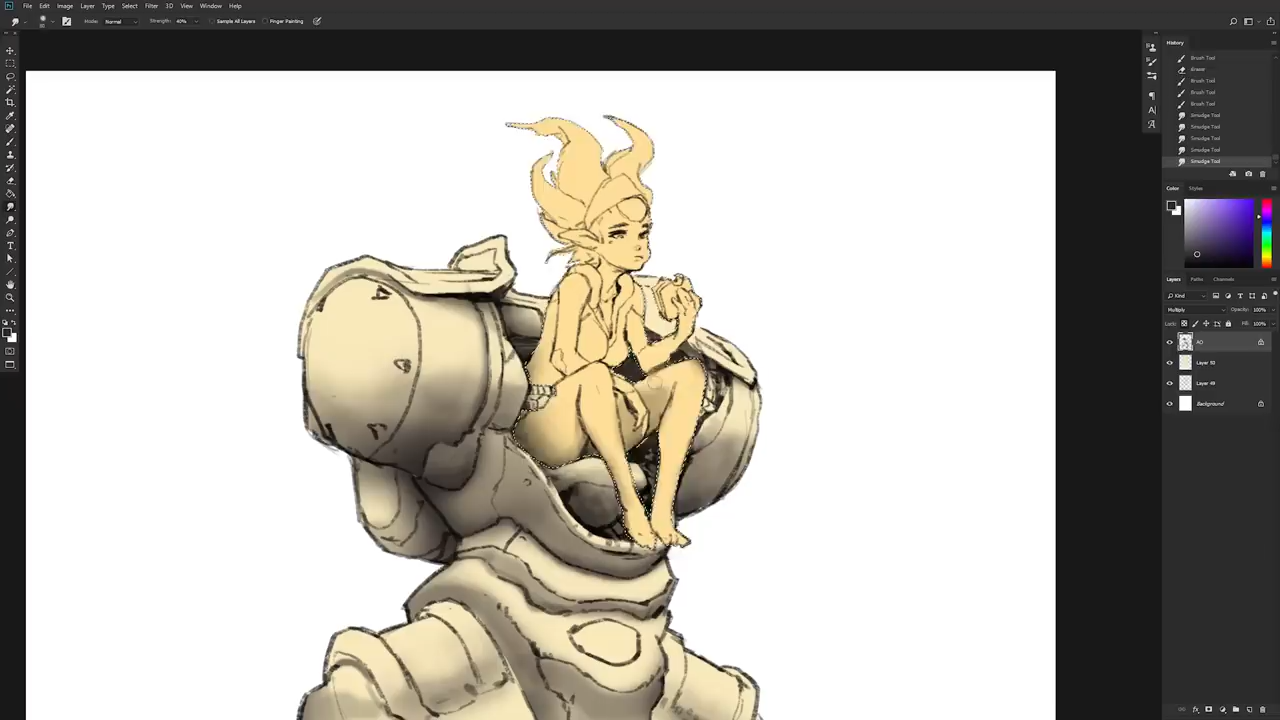 Ps File Edit Image Layer Type Select Filter 3D View Window Help
Mode: Normal Strength: 40% Sample All Layers Finger Painting
History
Brush Tool
Eraser
Brush Tool
Brush Tool
Brush Tool
Smudge Tool
Smudge Tool
Smudge Tool
Smudge Tool
Smudge Tool
Color Styles
Layers Paths Channels
Kind
Multiply Opacity: 100%
Lock: Fill: 100%
AO
Layer 50
Layer 49
Background